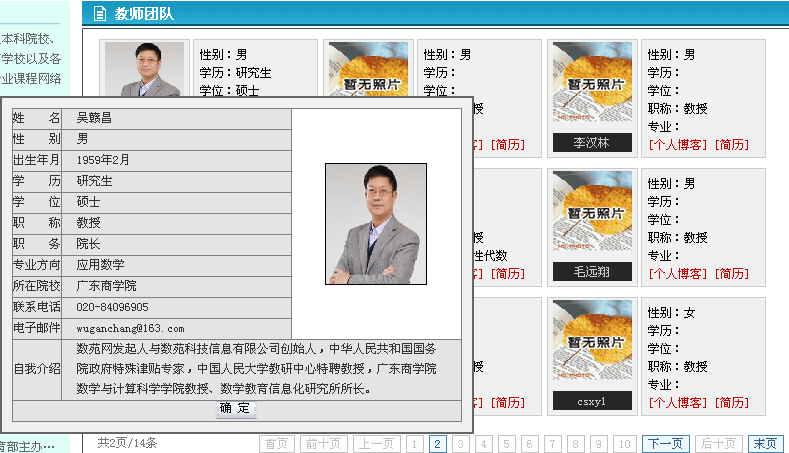 教师团队
本科院校、
学校以及各
业课程网络
性别：男
学历：研究生
学位：硕士
暂无照片
NO PHOTO
性别：男
学历：
学位：
教授
[简历]
暂无照片
NO PHOTO
李汉林
性别：男
学历：
学位：
职称：教授
专业：
[个人博客] [简历]
姓 名 吴赣昌
性 别 男
出生年月 1959年2月
学 历 研究生
学 位 硕士
职 称 教授
职 务 院长
专业方向 应用数学
所在院校 广东商学院
联系电话 020-84096905
电子邮件 wuganchang@163.com
自我介绍 数苑网发起人与数苑科技信息有限公司创始人，中华人民共和国国务
院政府特殊津贴专家，中国人民大学教研中心特聘教授，广东商学院
数学与计算科学学院教授、数学教育信息化研究所所长。
确 定
教授
性代数
[简历]
暂无照片
NO PHOTO
毛远翔
性别：男
学历：
学位：
职称：教授
专业：
[个人博客] [简历]
教授
[简历]
暂无照片
NO PHOTO
csxyl
性别：女
学历：
学位：
职称：教授
专业：
[个人博客] [简历]
育部主办…
共2页/14条 首页 前十页 上一页 1 2 3 4 5 6 7 8 9 10 下一页 后十页 末页